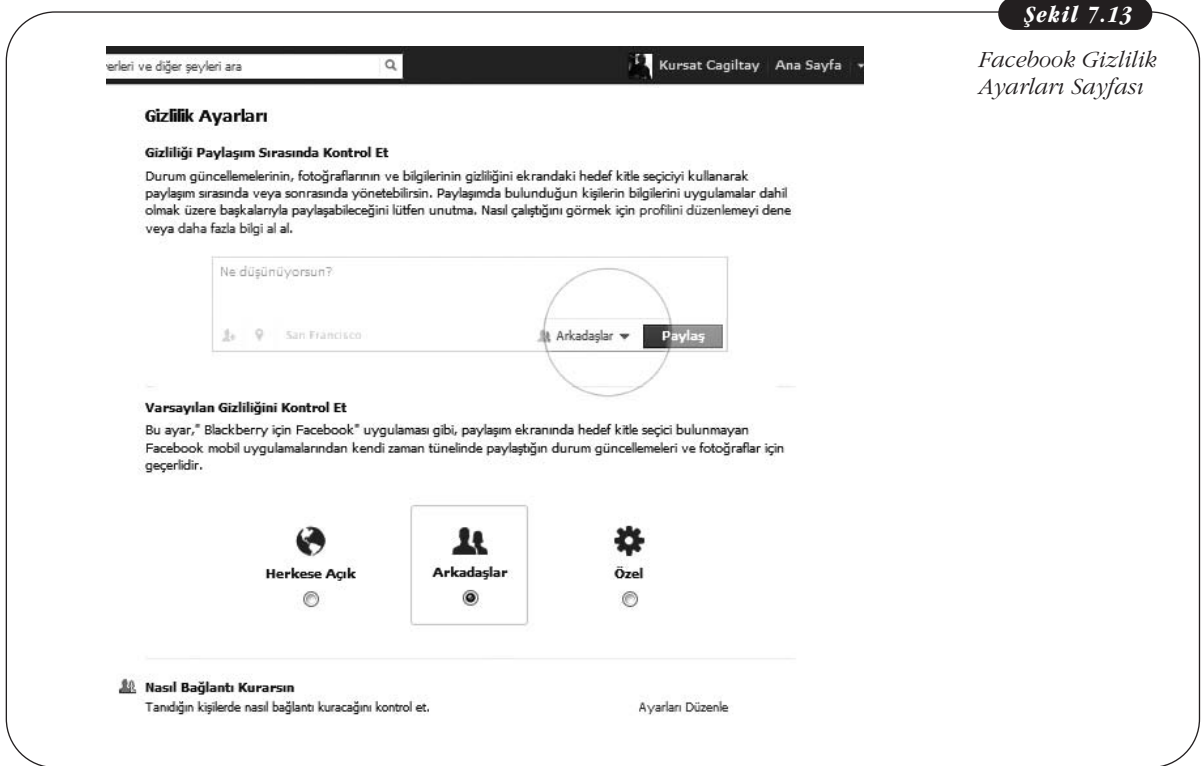 Şekil 7.13
Facebook Gizlilik
Ayarları Sayfası
yerleri ve diğer şeyleri ara
Kursat Cagiltay Ana Sayfa
Gizlilik Ayarları
Gizliliği Paylaşım Sırasında Kontrol Et
Durum güncellemelerinin, fotoğraflarının ve bilgilerinin gizliliğini ekrandaki hedef kitle seçiciyi kullanarak
paylaşım sırasında veya sonrasında yönetebilirsin. Paylaşımda bulunduğun kişilerin bilgilerini uygulamalar dahil
olmak üzere başkalarıyla paylaşabileceğini lütfen unutma. Nasıl çalıştığını görmek için profilini düzenlemeyi dene
veya daha fazla bilgi al al.
Ne düşünüyorsun?
San Francisco
Arkadaşlar
Paylaş
Varsayılan Gizliliğini Kontrol Et
Bu ayar," Blackberry için Facebook" uygulaması gibi, paylaşım ekranında hedef kitle seçici bulunmayan
Facebook mobil uygulamalarından kendi zaman tünelinde paylaştığın durum güncellemeleri ve fotoğraflar için
geçerlidir.
Herkese Açık
Arkadaşlar
Özel
Nasıl Bağlantı Kurarsın
Tanıdığın kişilerde nasıl bağlantı kuracağını kontrol et.
Ayarları Düzenle